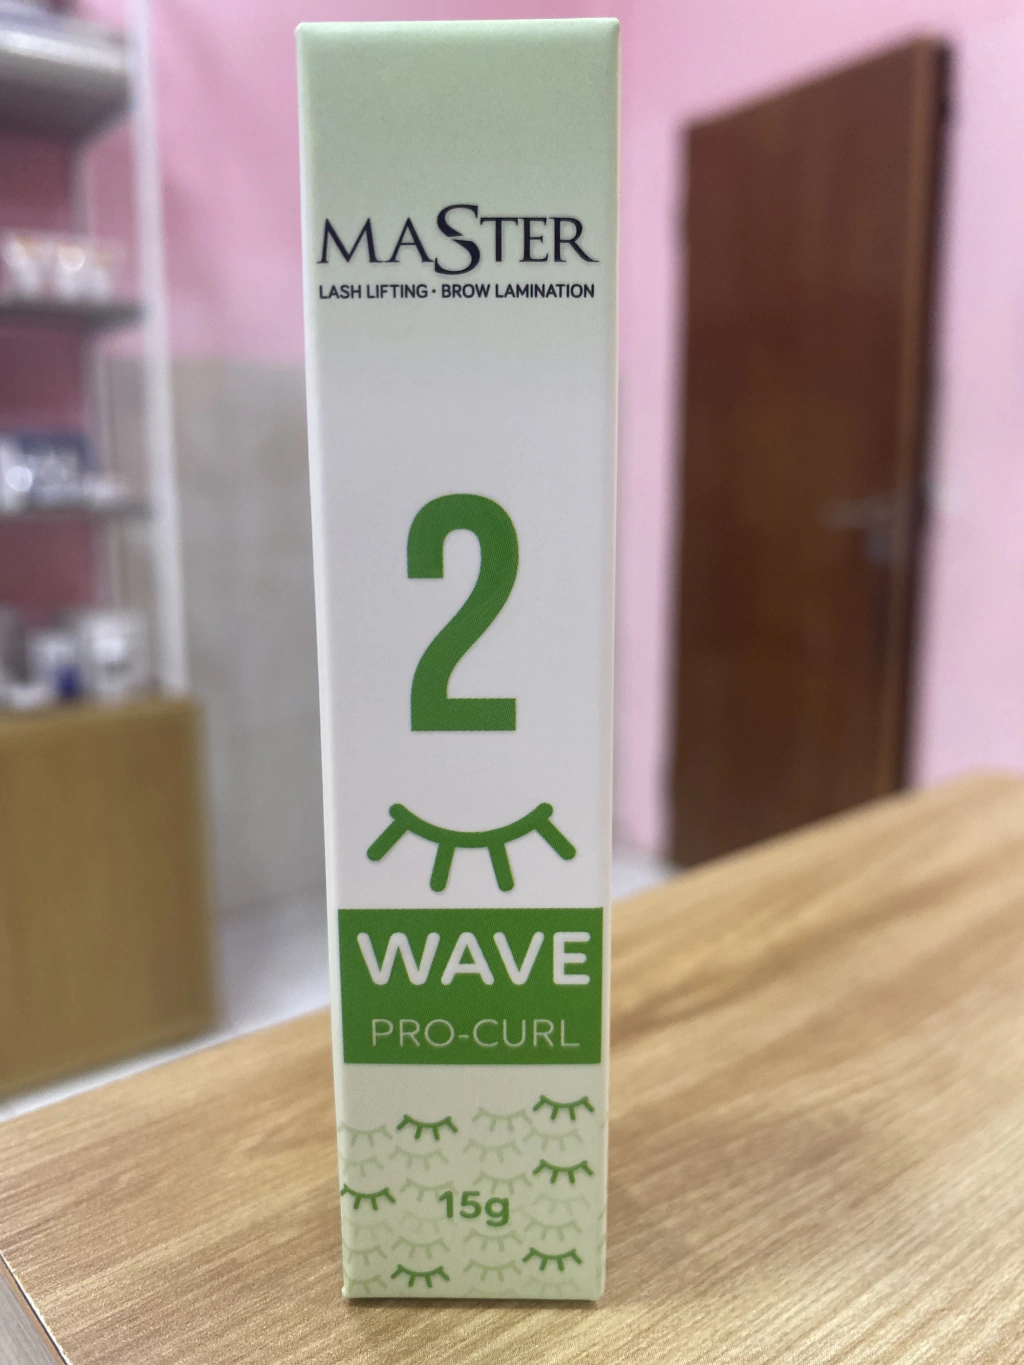 MASTER
LASH LIFTING · BROW LAMINATION
2
WAVE
PRO-CURL
15g